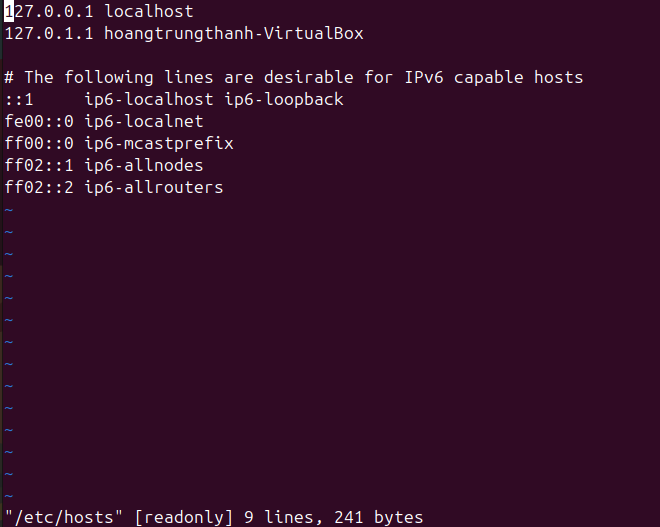 127.0.0.1 localhost
127.0.1.1 hoangtrungthanh-VirtualBox

# The following lines are desirable for IPv6 capable hosts
::1     ip6-localhost ip6-loopback
fe00::0 ip6-localnet
ff00::0 ip6-mcastprefix
ff02::1 ip6-allnodes
ff02::2 ip6-allrouters
~
~
~
~
~
~
~
~
~
~
~
~
~
~
"/etc/hosts" [readonly] 9 lines, 241 bytes